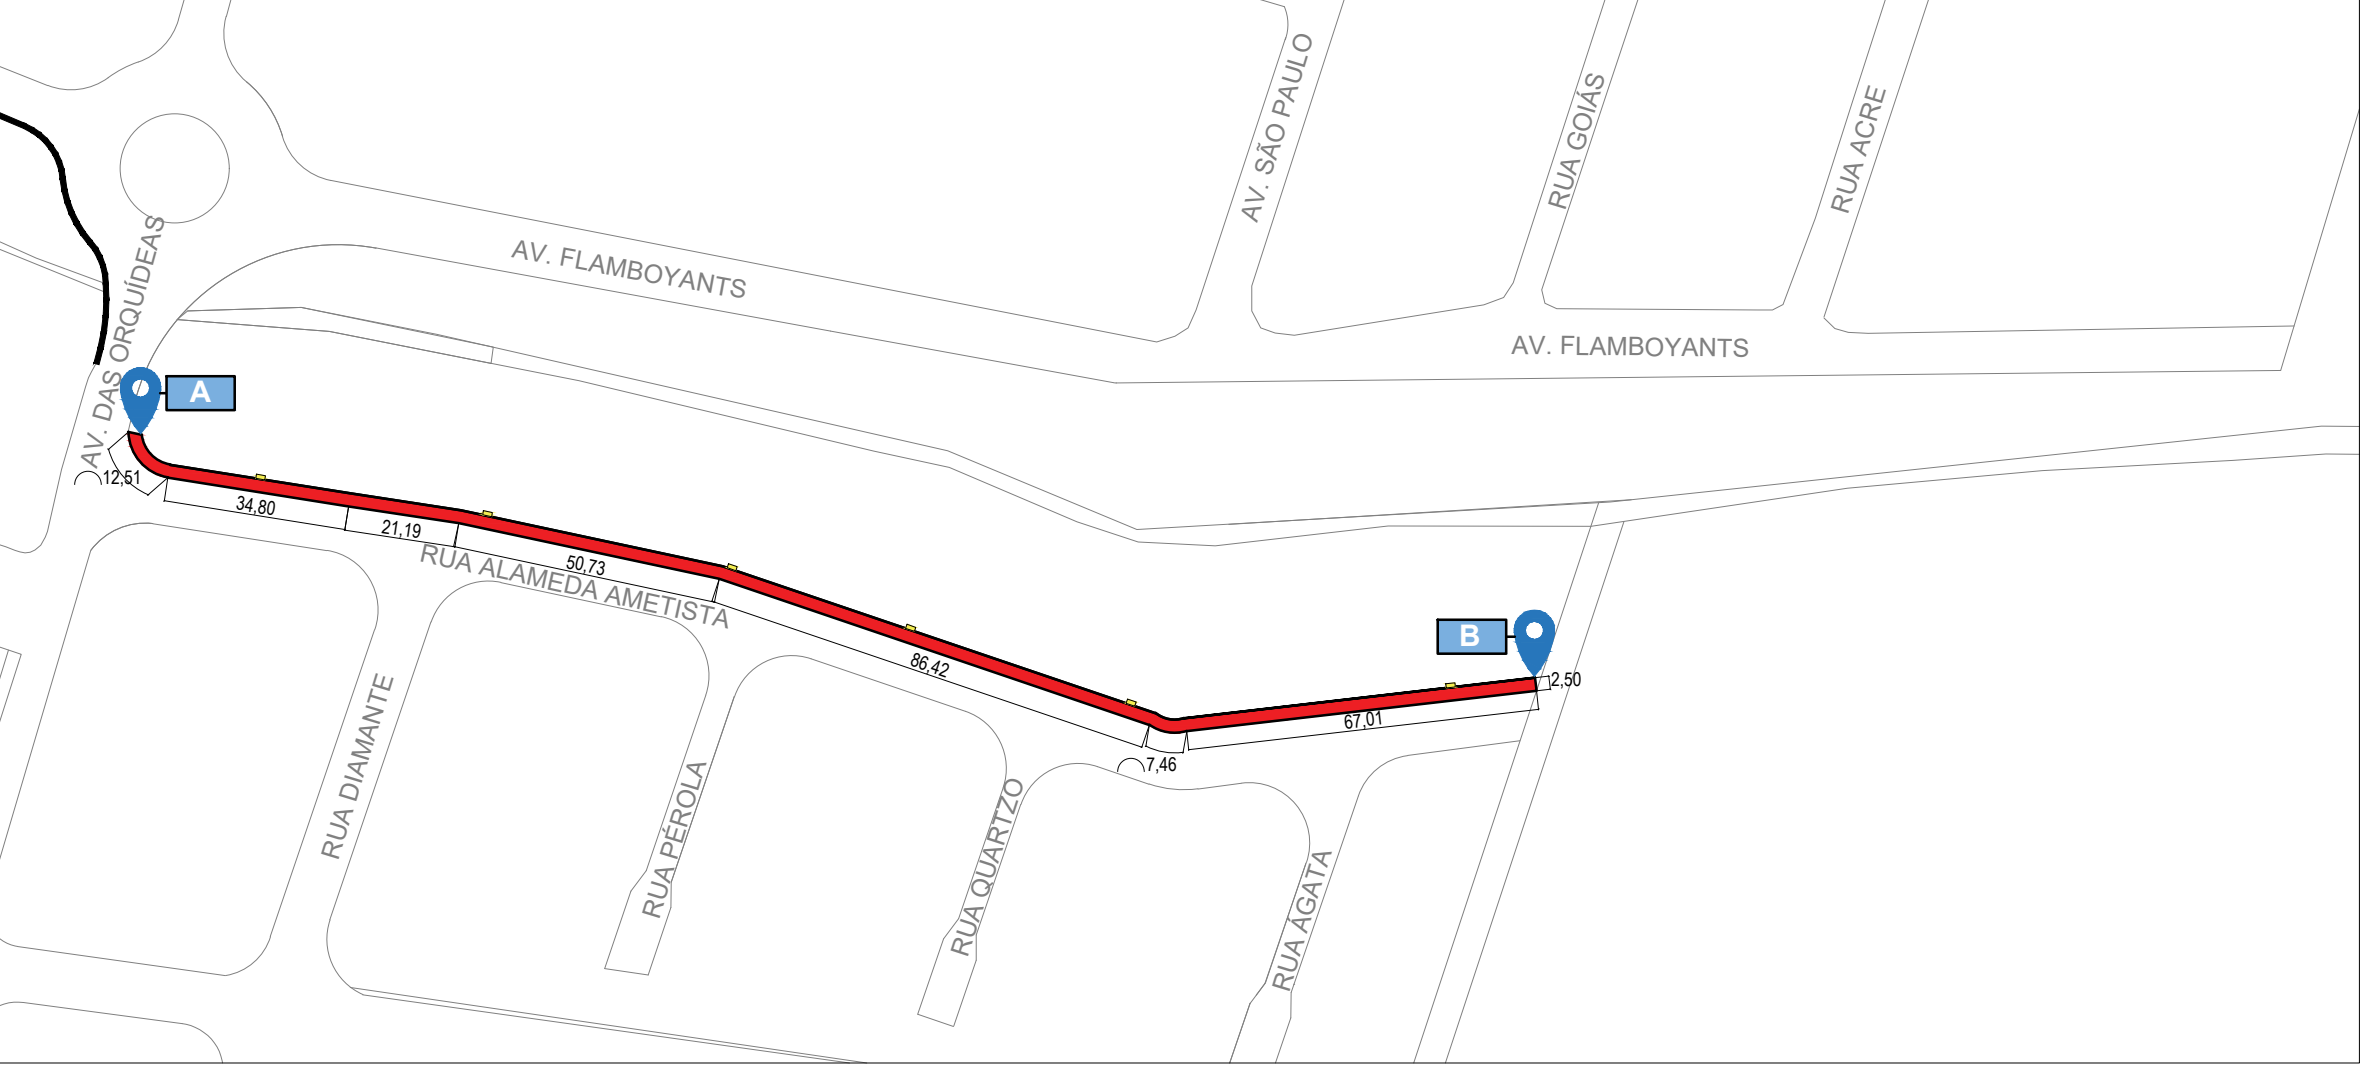 AV. SÃO PAULO
RUA GOIÁS
RUA ACRE
AV. FLAMBOYANTS
AV. FLAMBOYANTS
AV. DAS ORQUÍDEAS
A
12,51
34,80
21,19
50,73
RUA ALAMEDA AMETISTA
86,42
B
2,50
67,01
7,46
RUA DIAMANTE
RUA PÉROLA
RUA QUARTZO
RUA ÁGATA